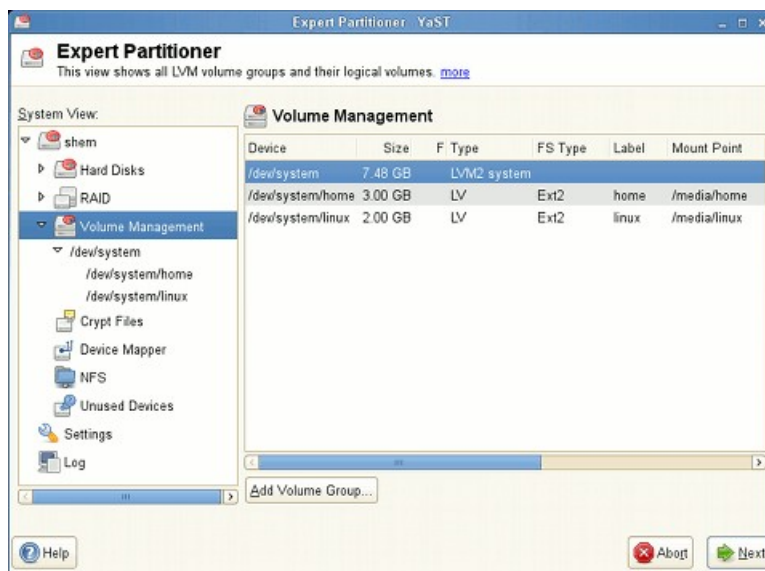 Expert Partitioner YaST
Expert Partitioner
This view shows all LVM volume groups and their logical volumes. more
System View:
shem
Hard Disks
RAID
Volume Management
/dev/system
/dev/system/home
/dev/system/linux
Crypt Files
Device Mapper
NFS
Unused Devices
Settings
Log
Volume Management
Device Size F Type FS Type Label Mount Point
/dev/system 7.48 GB LVM2 system
/dev/system/home 3.00 GB LV Ext2 home /media/home
/dev/system/linux 2.00 GB LV Ext2 linux /media/linux
Add Volume Group...
Help
Abort
Next